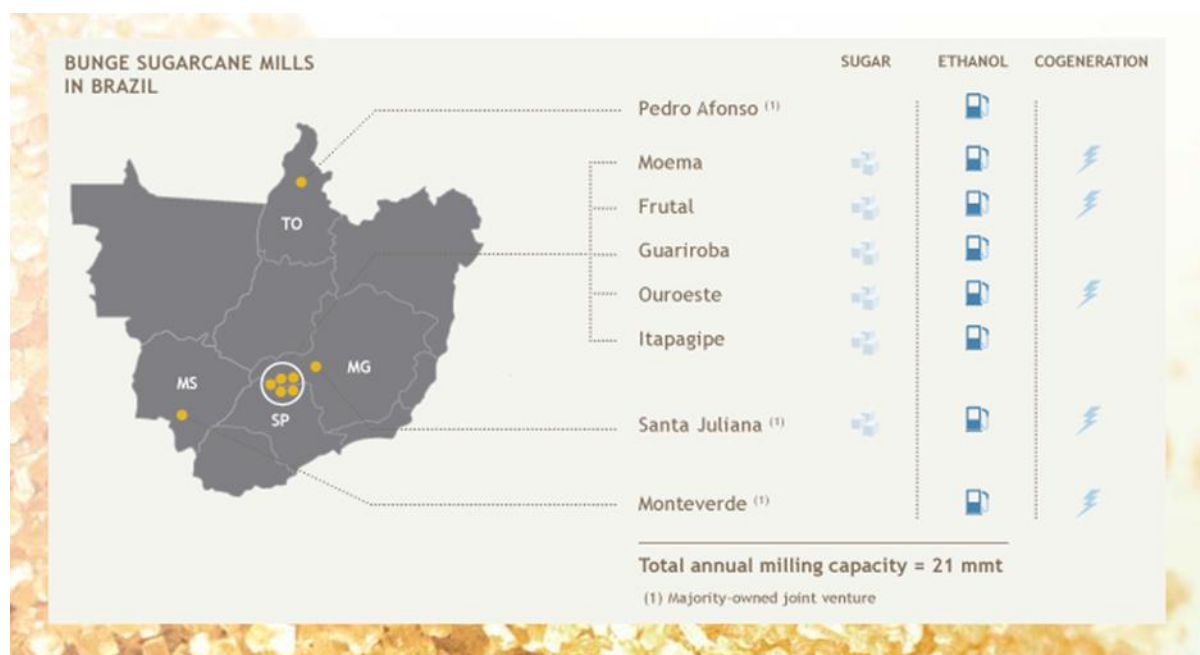 BUNGE SUGARCANE MILLS
IN BRAZIL
SUGAR ETHANOL COGENERATION
Pedro Afonso (1)
Moema
Frutal
Guariroba
Ouroeste
Itapagipe
Santa Juliana (1)
Monteverde (1)
TO
MS
MG
SP
Total annual milling capacity = 21 mmt
(1) Majority-owned joint venture